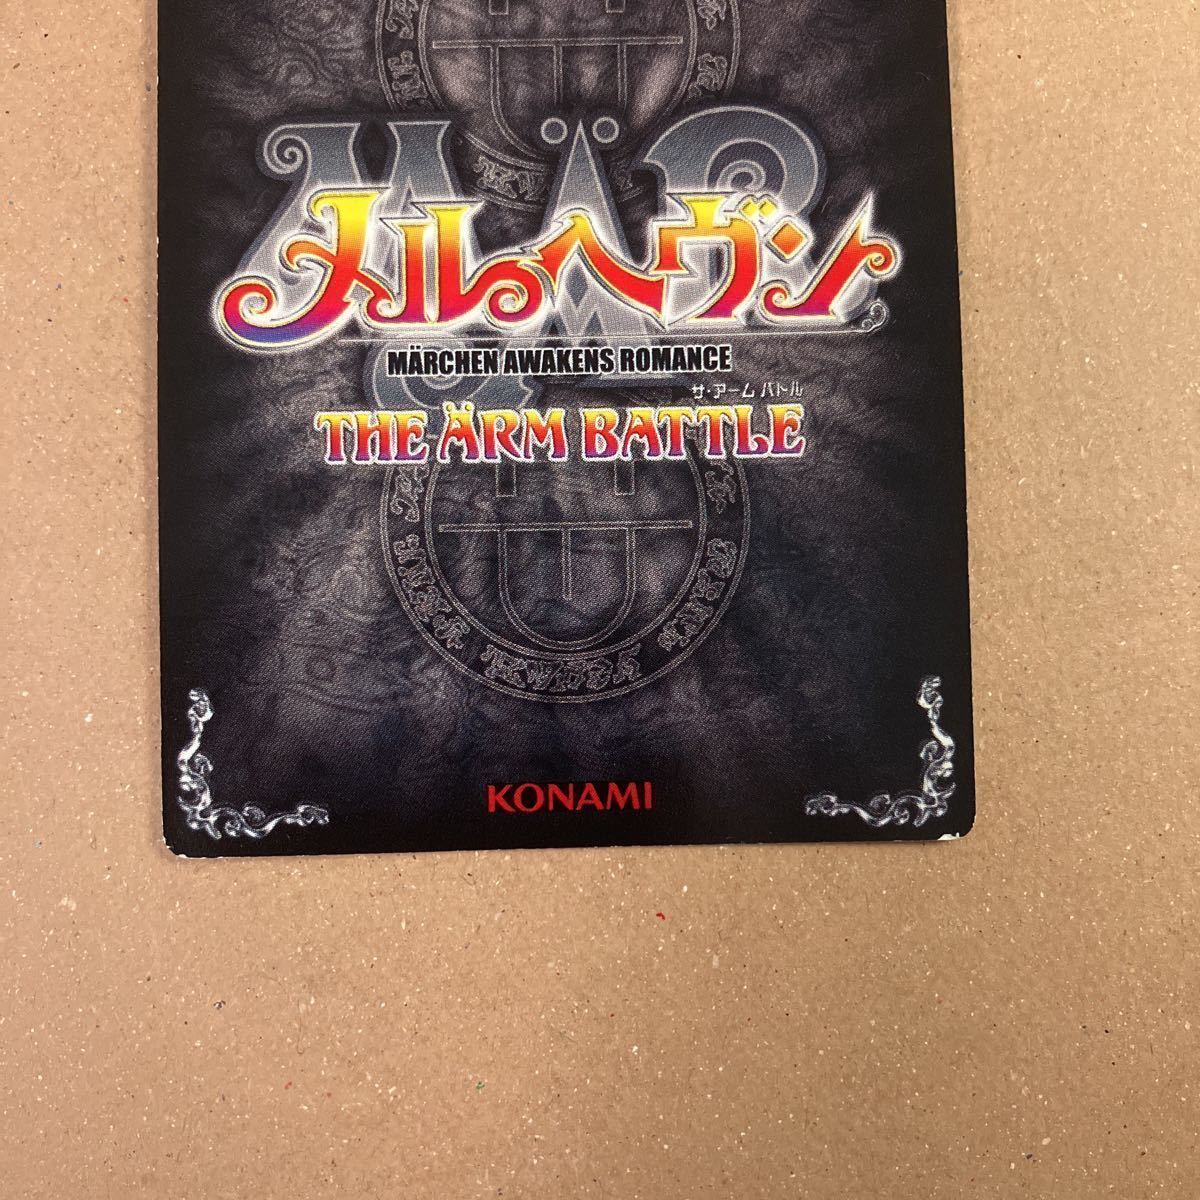 MÄR
メルヘヴン
MÄRCHEN AWAKENS ROMANCE
ザ・アーム バトル
THE ÄRM BATTLE
KONAMI